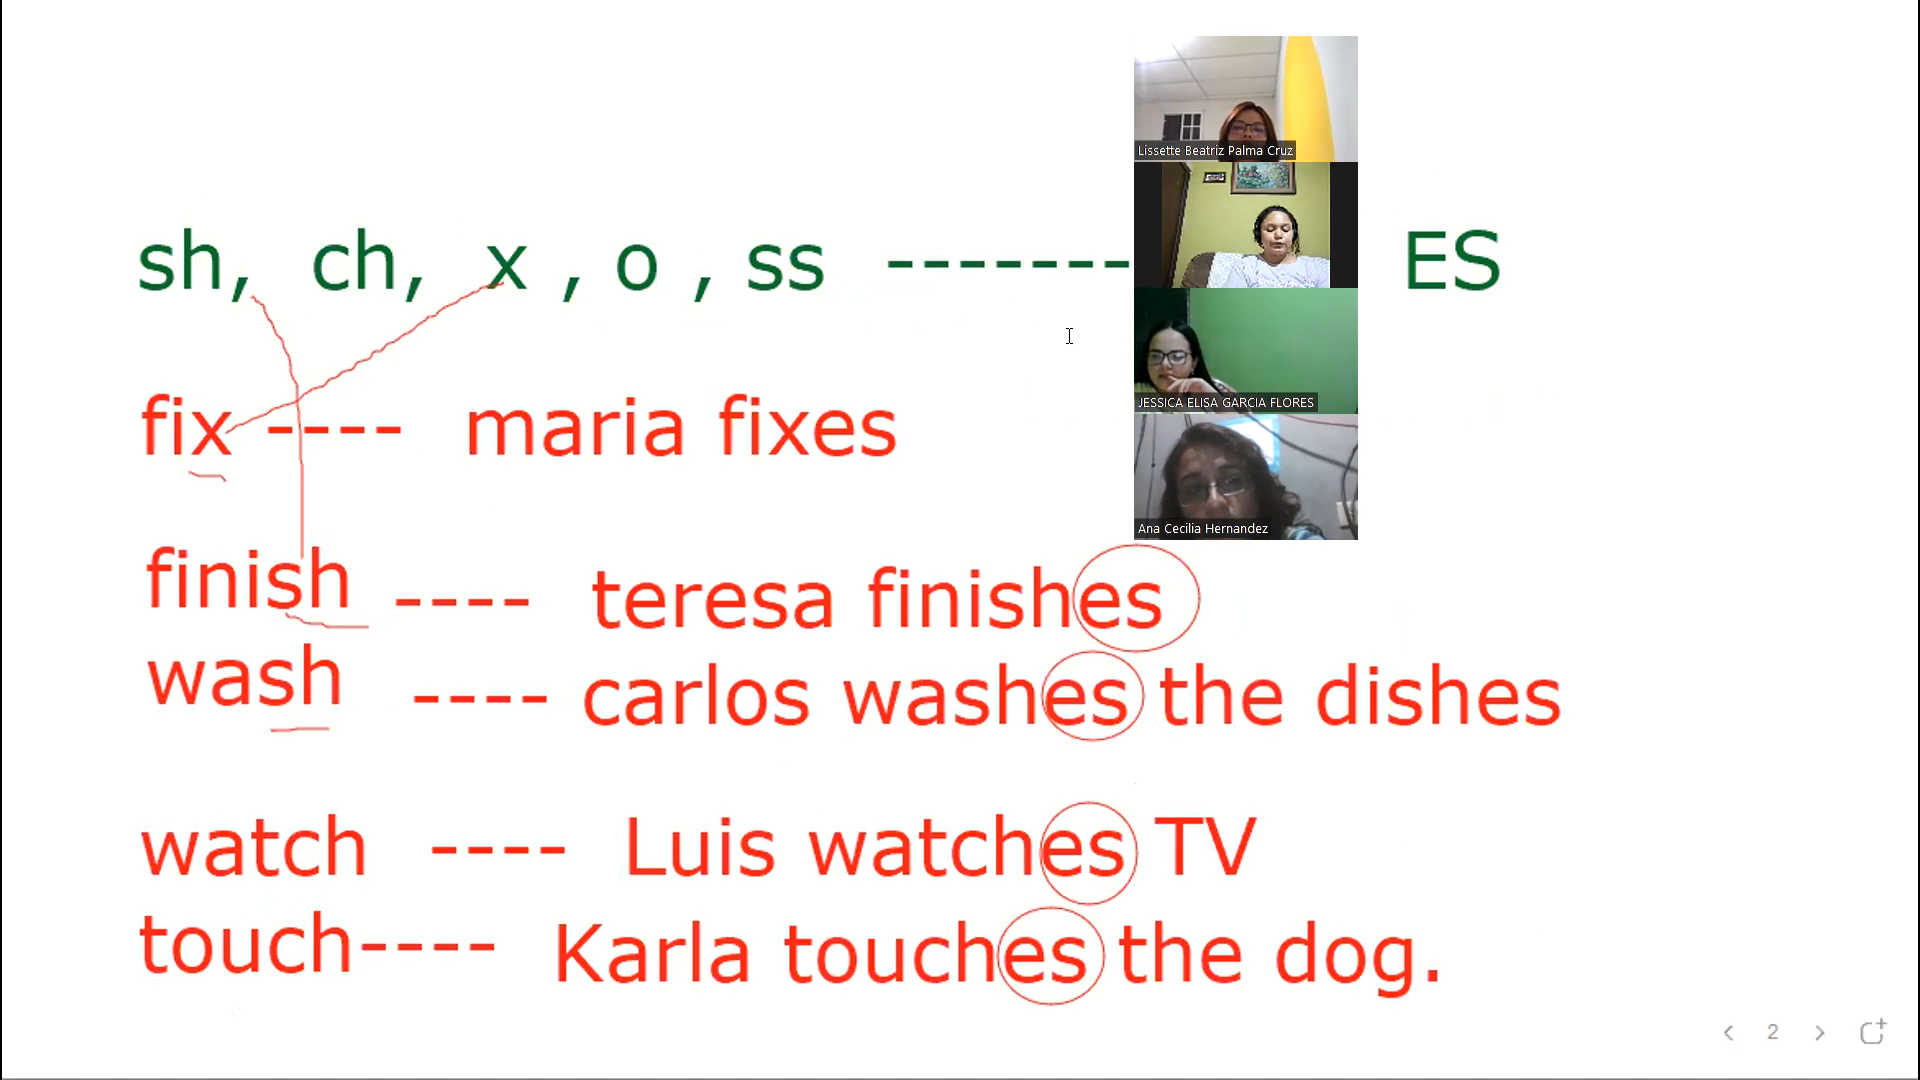 Lissette Beatriz Palma Cruz
sh, ch, x , o , ss ------- ES
JESSICA ELISA GARCIA FLORES
fix ---- maria fixes
Ana Cecilia Hernandez
finish ---- teresa finishes
wash ---- carlos washes the dishes
watch ---- Luis watches TV
touch---- Karla touches the dog.
2